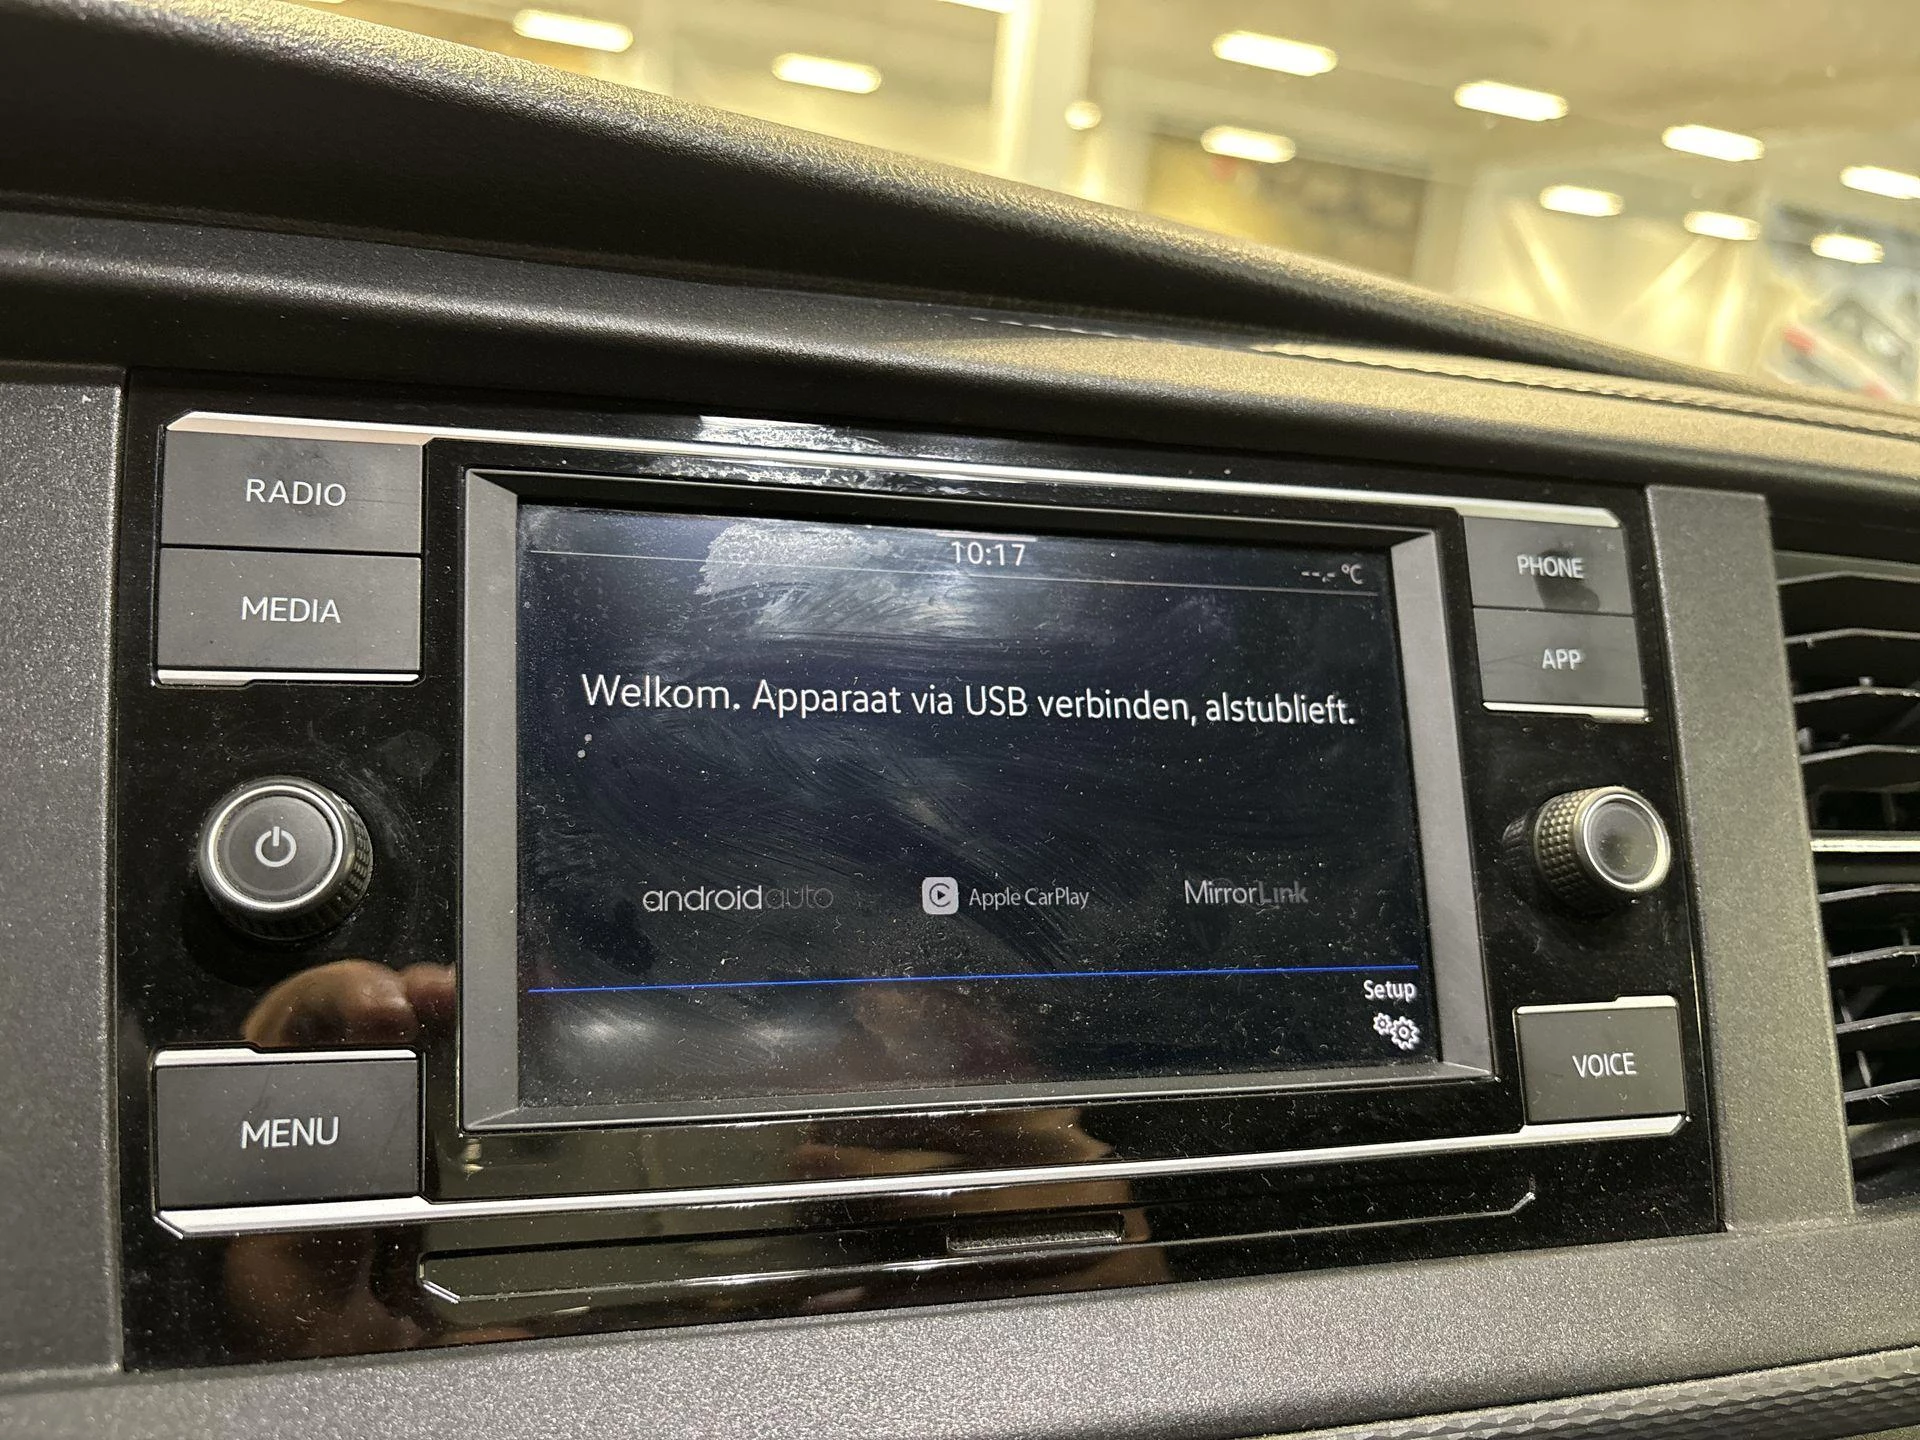 RADIO
MEDIA
MENU
10:17
--,- °C
Welkom. Apparaat via USB verbinden, alstublieft.
androidauto
Apple CarPlay
MirrorLink
Setup
PHONE
APP
VOICE